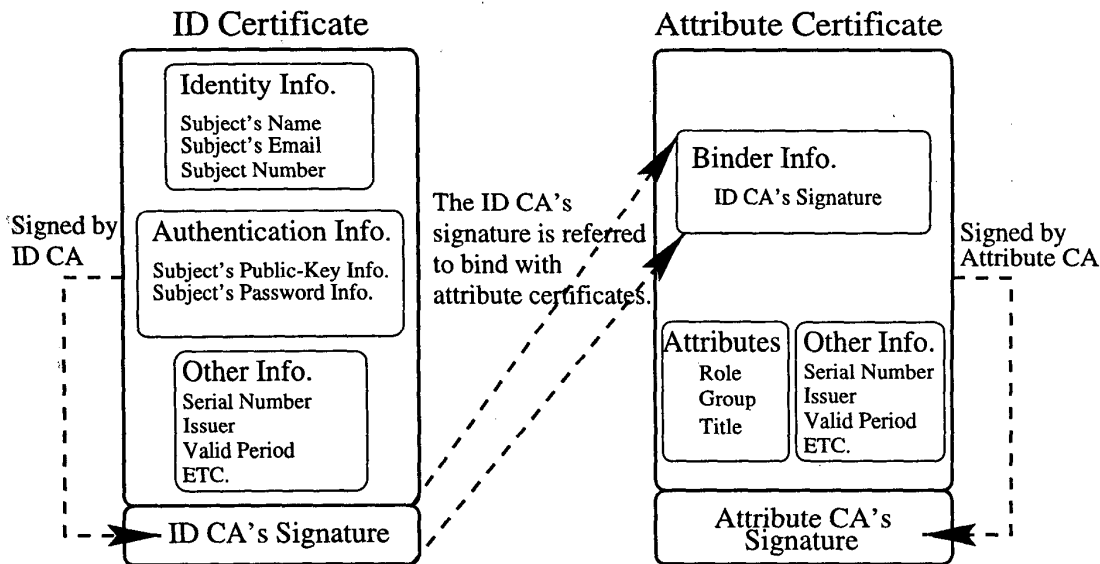 ID Certificate
Identity Info.
Subject's Name
Subject's Email
Subject Number
Signed by
ID CA
Authentication Info.
Subject's Public-Key Info.
Subject's Password Info.
Other Info.
Serial Number
Issuer
Valid Period
ETC.
ID CA's Signature
The ID CA's
signature is referred
to bind with
attribute certificates.
Attribute Certificate
Binder Info.
ID CA's Signature
Signed by
Attribute CA
Attributes
Role
Group
Title
Other Info.
Serial Number
Issuer
Valid Period
ETC.
Attribute CA's
Signature